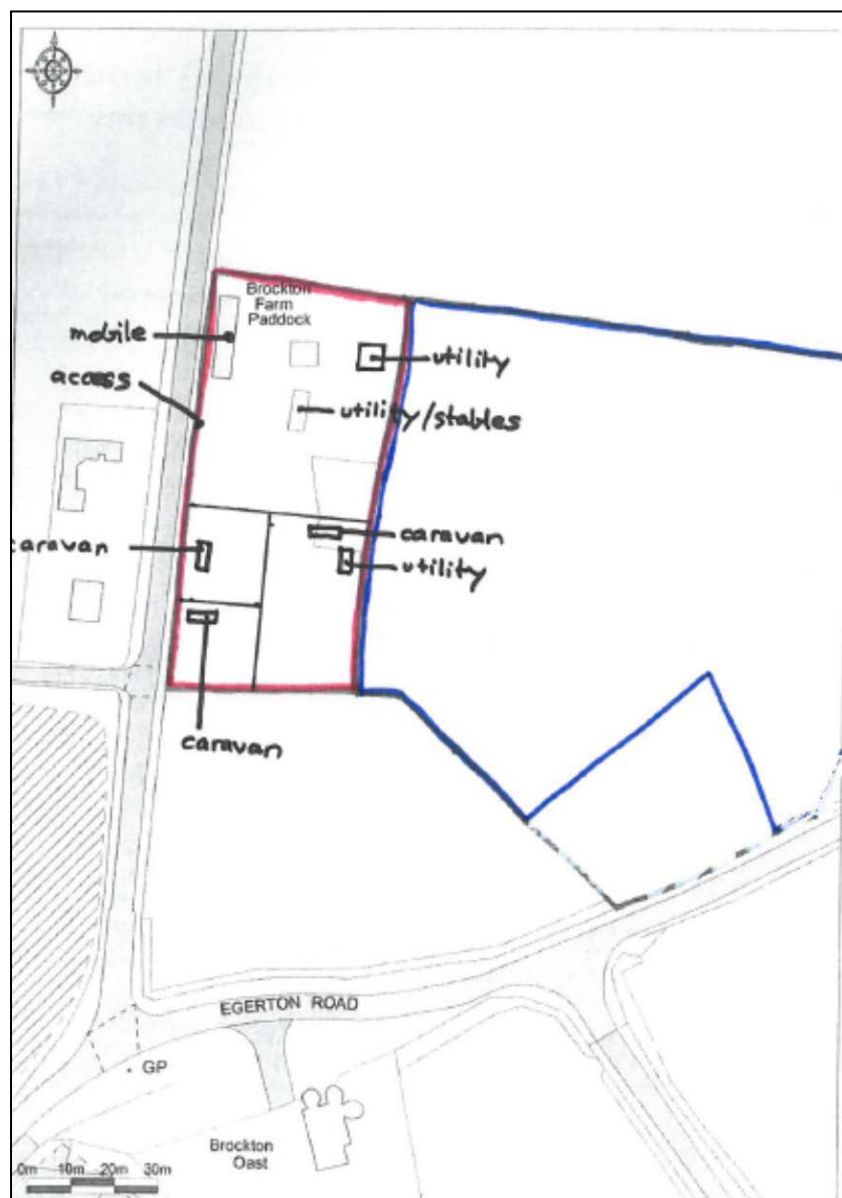 Brockton
Farm
Paddock
mobile
utility
access
utility/stables
caravan
caravan
utility
caravan
EGERTON ROAD
GP
Brockton
Oast
0m 10m 20m 30m